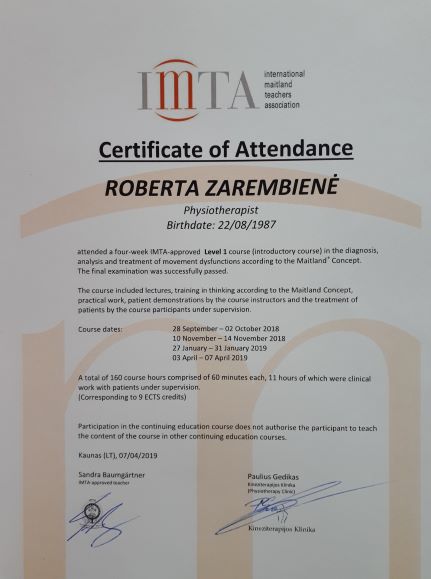 IMTA
international
maitland
teachers
association
Certificate of Attendance
ROBERTA ZAREMBIENĖ
Physiotherapist
Birthdate: 22/08/1987
attended a four-week IMTA-approved Level 1 course (introductory course) in the diagnosis,
analysis and treatment of movement dysfunctions according to the Maitland® Concept.
The final examination was successfully passed.
The course included lectures, training in thinking according to the Maitland Concept,
practical work, patient demonstrations by the course instructors and the treatment of
patients by the course participants under supervision.
Course dates: 28 September – 02 October 2018
10 November – 14 November 2018
27 January – 31 January 2019
03 April – 07 April 2019
A total of 160 course hours comprised of 60 minutes each, 11 hours of which were clinical
work with patients under supervision.
(Corresponding to 9 ECTS credits)
Participation in the continuing education course does not authorise the participant to teach
the content of the course in other continuing education courses.
Kaunas (LT), 07/04/2019
Sandra Baumgärtner
IMTA-approved teacher
Paulius Gedikas
Kineziterapijos Klinika
(Physiotherapy Clinic)
Kineziterapijos Klinika